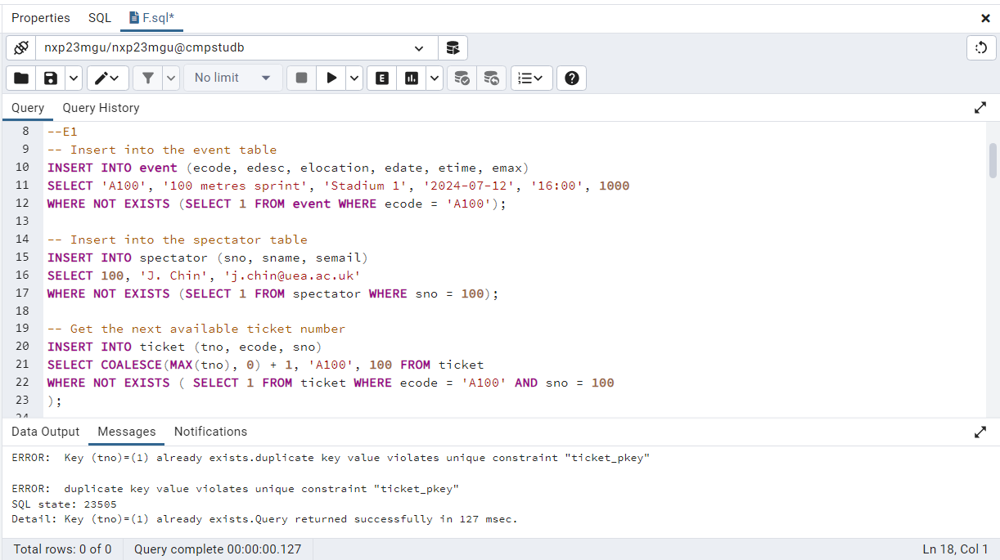 Properties SQL F.sql*
nxp23mgu/nxp23mgu@cmpstudb
No limit E
Query Query History
8 --E1
9 -- Insert into the event table
10 INSERT INTO event (ecode, edesc, elocation, edate, etime, emax)
11 SELECT 'A100', '100 metres sprint', 'Stadium 1', '2024-07-12', '16:00', 1000
12 WHERE NOT EXISTS (SELECT 1 FROM event WHERE ecode = 'A100');
13
14 -- Insert into the spectator table
15 INSERT INTO spectator (sno, sname, semail)
16 SELECT 100, 'J. Chin', 'j.chin@uea.ac.uk'
17 WHERE NOT EXISTS (SELECT 1 FROM spectator WHERE sno = 100);
18
19 -- Get the next available ticket number
20 INSERT INTO ticket (tno, ecode, sno)
21 SELECT COALESCE(MAX(tno), 0) + 1, 'A100', 100 FROM ticket
22 WHERE NOT EXISTS ( SELECT 1 FROM ticket WHERE ecode = 'A100' AND sno = 100
23 );
24
Data Output Messages Notifications
ERROR:  Key (tno)=(1) already exists.duplicate key value violates unique constraint "ticket_pkey"
ERROR:  duplicate key value violates unique constraint "ticket_pkey"
SQL state: 23505
Detail: Key (tno)=(1) already exists.Query returned successfully in 127 msec.
Total rows: 0 of 0 Query complete 00:00:00.127 Ln 18, Col 1